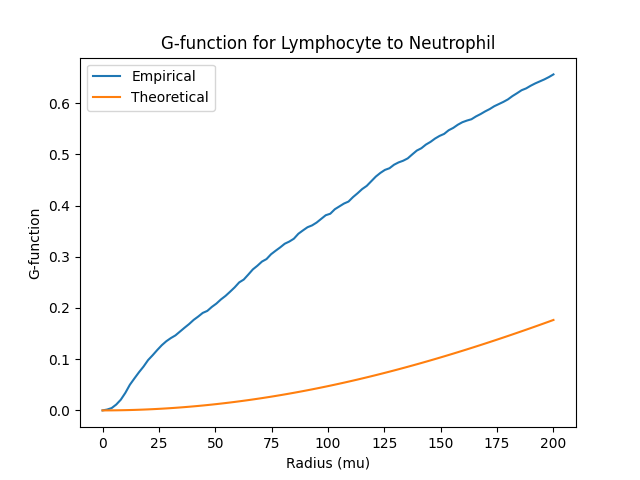 G-function for Lymphocyte to Neutrophil
Empirical
Theoretical
0.6
0.5
0.4
0.3
0.2
0.1
0.0
G-function
0 25 50 75 100 125 150 175 200
Radius (mu)